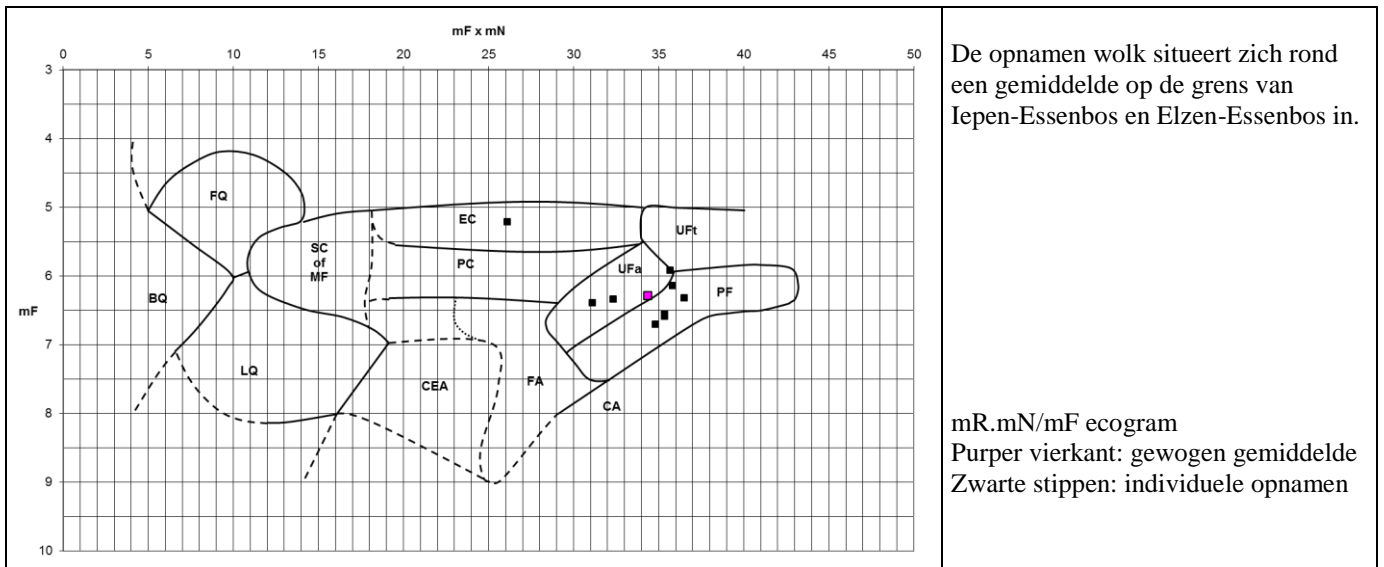 mF x mN
0 5 10 15 20 25 30 35 40 45 50
3
4
5
6
7
8
9
10
mF
FQ
EC
UFt
SC
of
MF
PC
UFa
BQ
PF
LQ
CEA
FA
CA
De opnamen wolk situeert zich rond
een gemiddelde op de grens van
Iepen-Essenbos en Elzen-Essenbos in.
mR.mN/mF ecogram
Purper vierkant: gewogen gemiddelde
Zwarte stippen: individuele opnamen